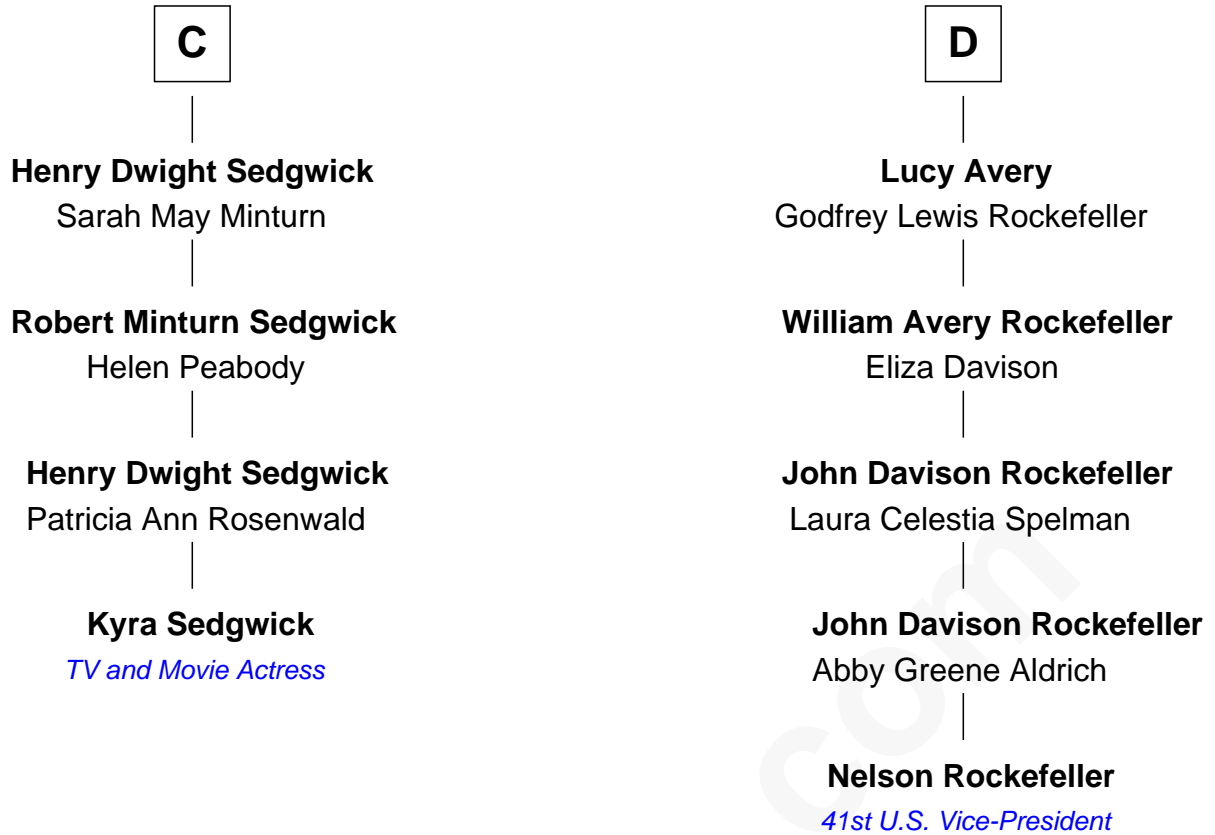 C
Henry Dwight Sedgwick
Sarah May Minturn
Robert Minturn Sedgwick
Helen Peabody
Henry Dwight Sedgwick
Patricia Ann Rosenwald
Kyra Sedgwick
TV and Movie Actress
D
Lucy Avery
Godfrey Lewis Rockefeller
William Avery Rockefeller
Eliza Davison
John Davison Rockefeller
Laura Celestia Spelman
John Davison Rockefeller
Abby Greene Aldrich
Nelson Rockefeller
41st U.S. Vice-President
com